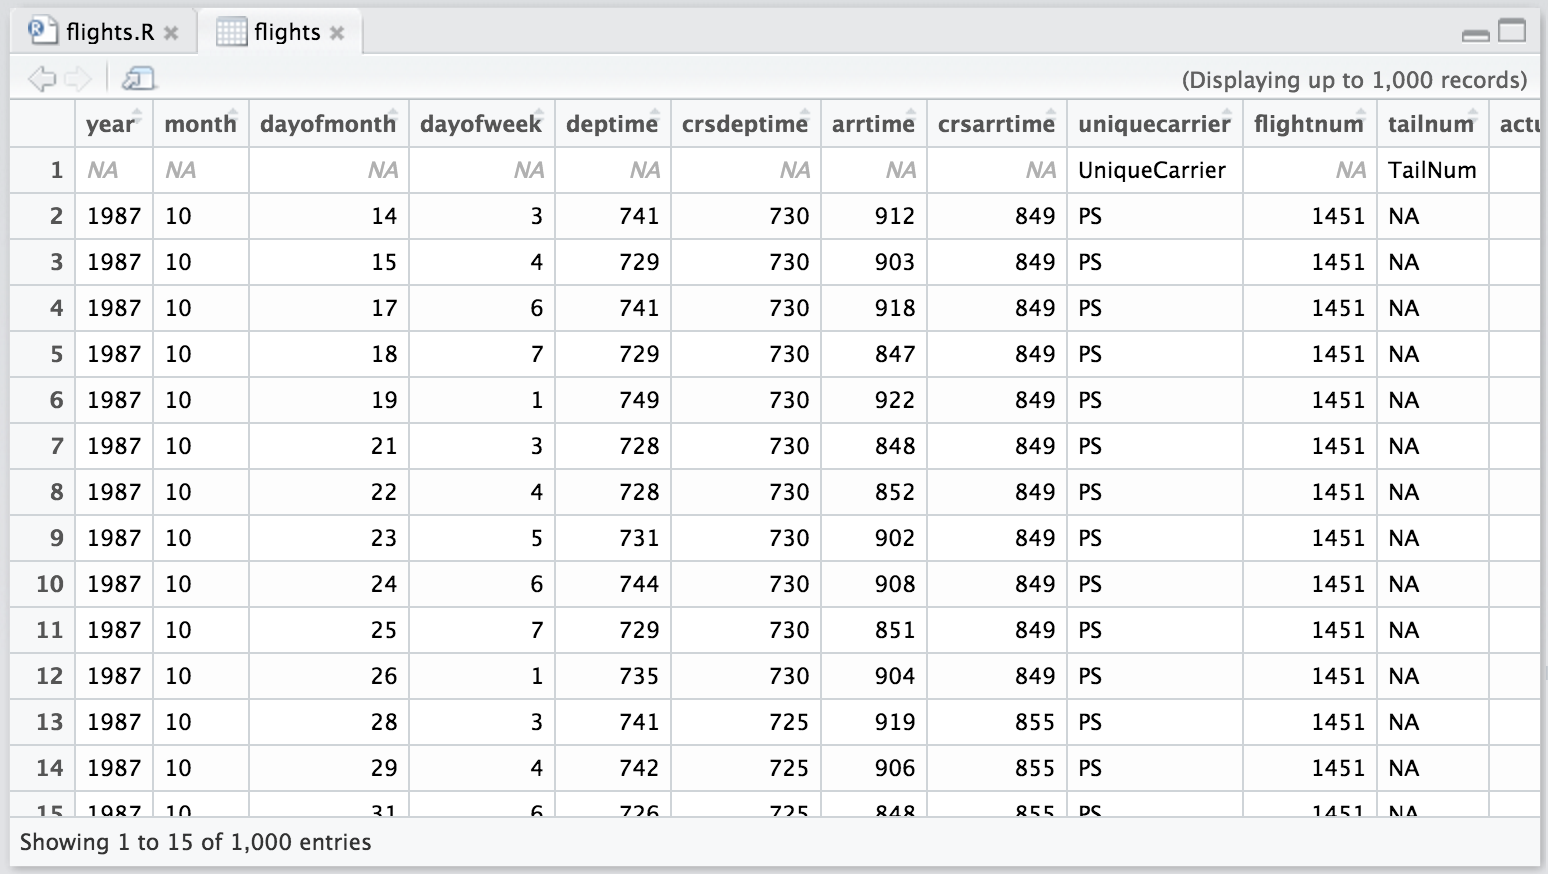 flights.R flights
(Displaying up to 1,000 records)
year month dayofmonth dayofweek deptime crsdeptime arrtime crsarrtime uniquecarrier flightnum tailnum actu
1 NA NA NA NA NA NA NA NA UniqueCarrier NA TailNum
2 1987 10 14 3 741 730 912 849 PS 1451 NA
3 1987 10 15 4 729 730 903 849 PS 1451 NA
4 1987 10 17 6 741 730 918 849 PS 1451 NA
5 1987 10 18 7 729 730 847 849 PS 1451 NA
6 1987 10 19 1 749 730 922 849 PS 1451 NA
7 1987 10 21 3 728 730 848 849 PS 1451 NA
8 1987 10 22 4 728 730 852 849 PS 1451 NA
9 1987 10 23 5 731 730 902 849 PS 1451 NA
10 1987 10 24 6 744 730 908 849 PS 1451 NA
11 1987 10 25 7 729 730 851 849 PS 1451 NA
12 1987 10 26 1 735 730 904 849 PS 1451 NA
13 1987 10 28 3 741 725 919 855 PS 1451 NA
14 1987 10 29 4 742 725 906 855 PS 1451 NA
15 1987 10 31 6 726 725 848 855 PS 1451 NA
Showing 1 to 15 of 1,000 entries